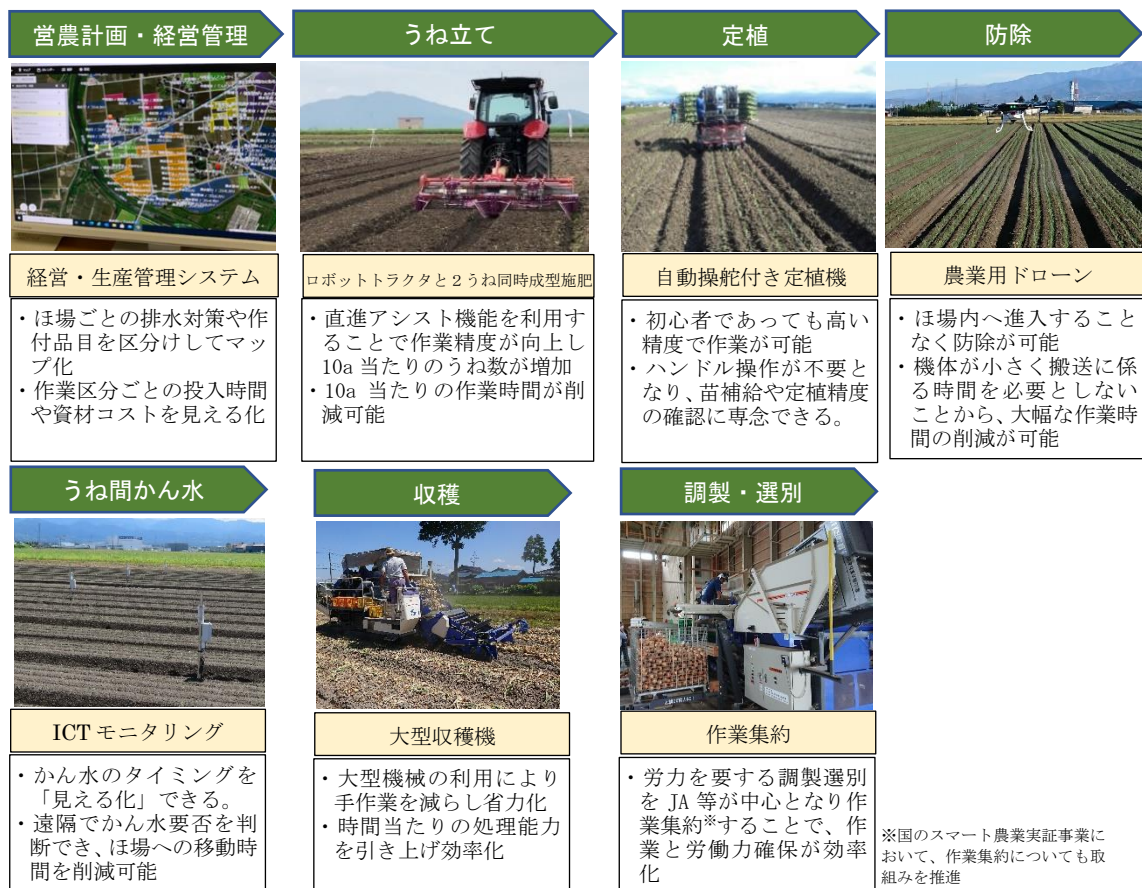 営農計画・経営管理
経営・生産管理システム
・ほ場ごとの排水対策や作
付品目を区分けしてマッ
プ化
・作業区分ごとの投入時間
や資材コストを見える化
うね立て
ロボットトラクタと２うね同時成型施肥
・直進アシスト機能を利用す
ることで作業精度が向上し
10a 当たりのうね数が増加
・10a 当たりの作業時間が削
減可能
定植
自動操舵付き定植機
・初心者であっても高い
精度で作業が可能
・ハンドル操作が不要と
なり、苗補給や定植精度
の確認に専念できる。
防除
農業用ドローン
・ほ場内へ進入すること
なく防除が可能
・機体が小さく搬送に係
る時間を必要としない
ことから、大幅な作業時
間の削減が可能
うね間かん水
ICT モニタリング
・かん水のタイミングを
「見える化」できる。
・遠隔でかん水要否を判
断でき、ほ場への移動時
間を削減可能
収穫
大型収穫機
・大型機械の利用により
手作業を減らし省力化
・時間当たりの処理能力
を引き上げ効率化
調製・選別
作業集約
・労力を要する調製選別
を JA 等が中心となり作
業集約※することで、作
業と労働力確保が効率
化
※国のスマート農業実証事業に
おいて、作業集約についても取
組みを推進